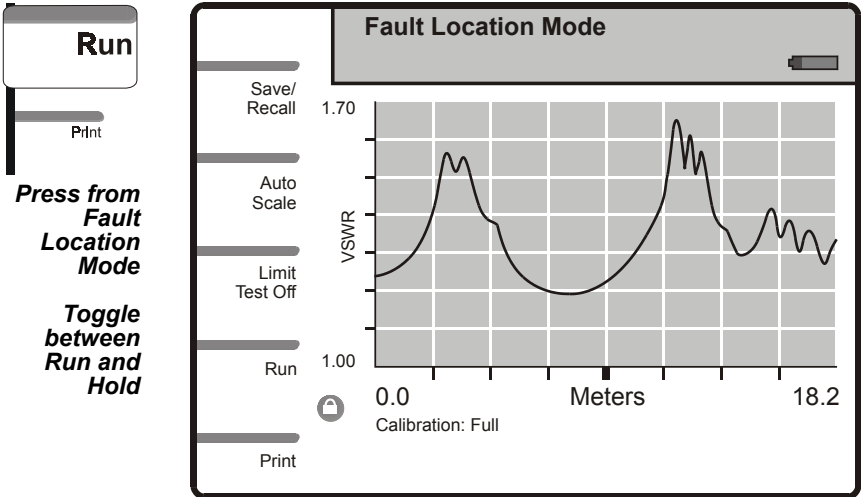 Run
Print
Press from
Fault
Location
Mode
Toggle
between
Run and
Hold
Fault Location Mode
Save/
Recall
Auto
Scale
Limit
Test Off
Run
Print
1.70
VSWR
1.00
0.0 Meters 18.2
Calibration: Full